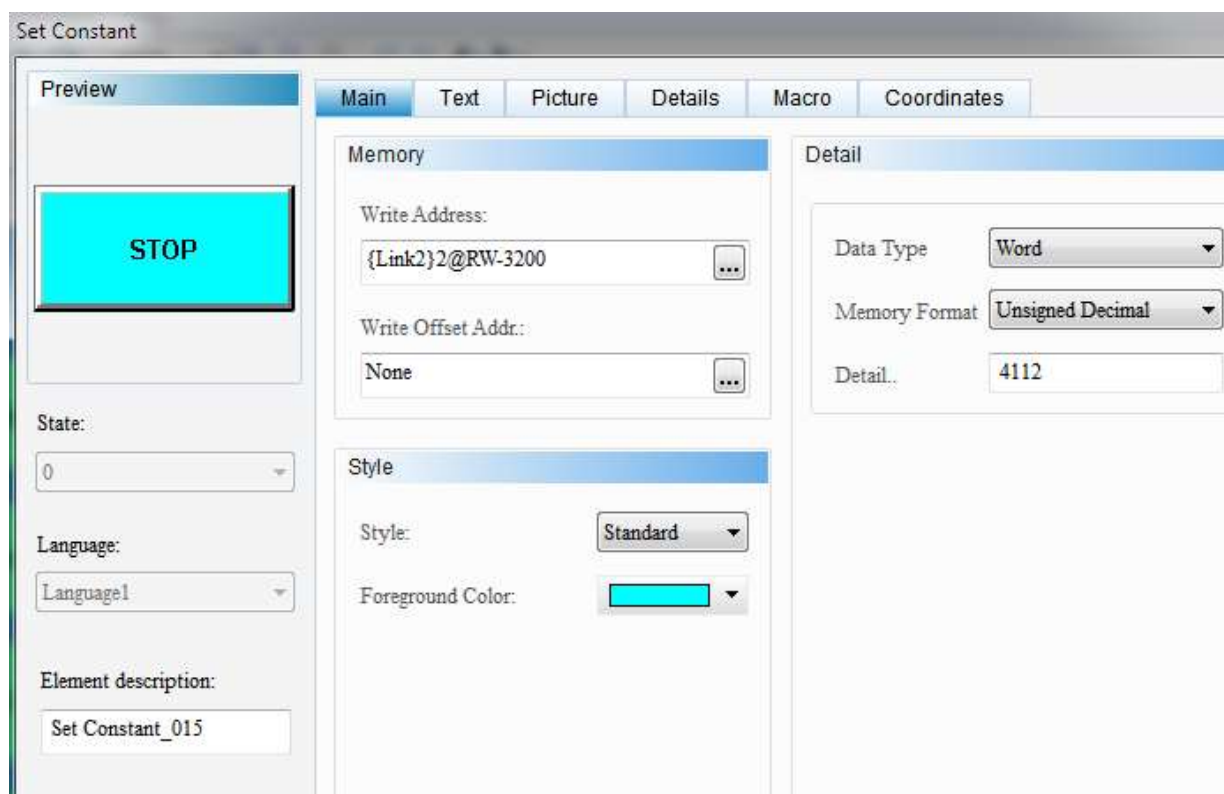 Set Constant
Preview
STOP
State:
0
Language:
Language1
Element description:
Set Constant_015
Main Text Picture Details Macro Coordinates
Memory
Write Address:
{Link2}2@RW-3200 ...
Write Offset Addr.:
None ...
Style
Style: Standard
Foreground Color:
Detail
Data Type Word
Memory Format Unsigned Decimal
Detail.. 4112